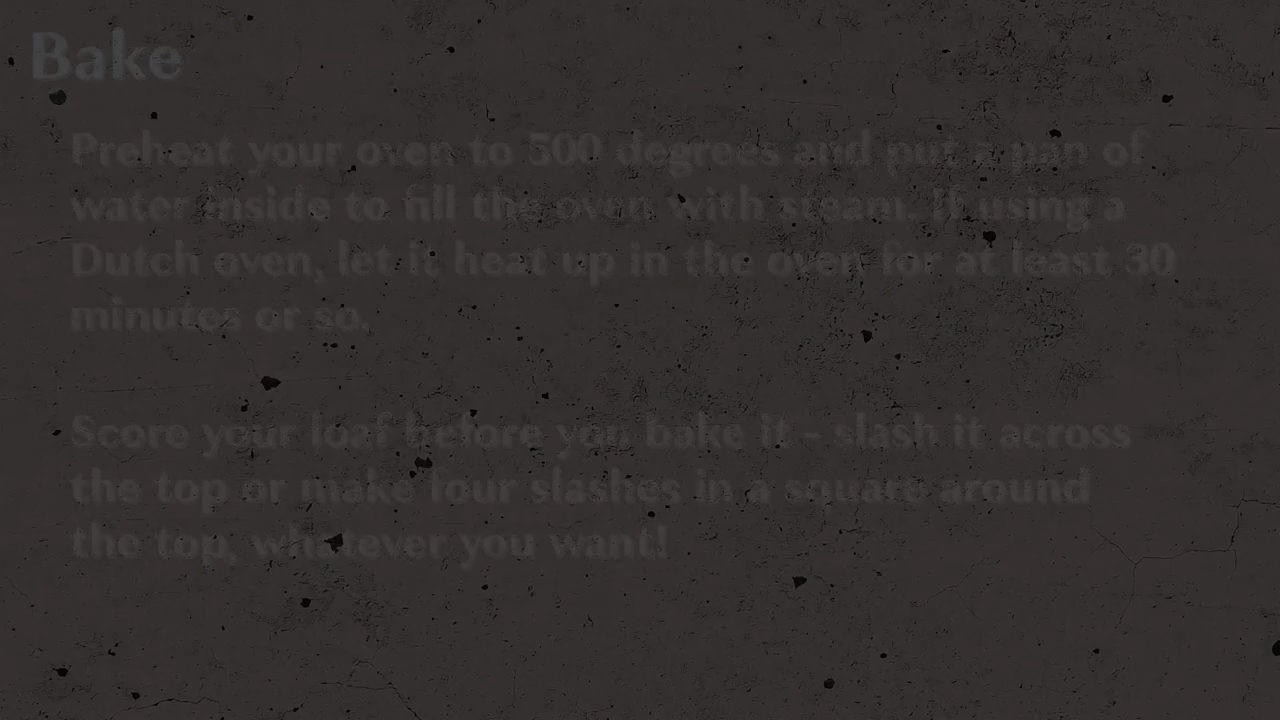 Bake
Preheat your oven to 500 degrees and put a pan of
water inside to fill the oven with steam. If using a
Dutch oven, let it heat up in the oven for at least 30
minutes or so.
Score your loaf before you bake it - slash it across
the top or make four slashes in a square around
the top, whatever you want!